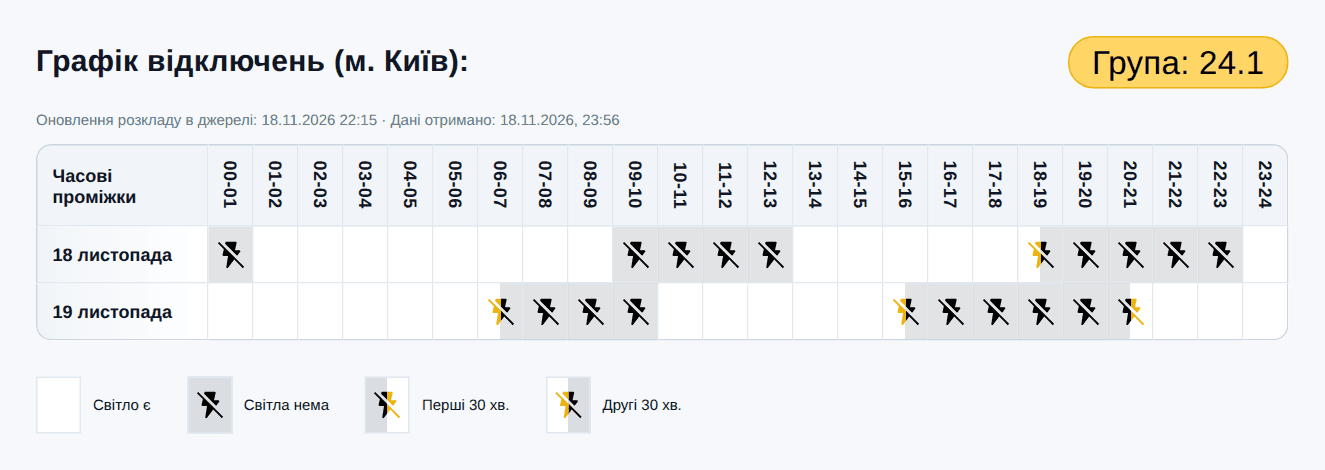 Графік відключень (м. Київ):
Група: 24.1
Оновлення розкладу в джерелі: 18.11.2026 22:15 · Дані отримано: 18.11.2026, 23:56
Часові
проміжки
00-01
01-02
02-03
03-04
04-05
05-06
06-07
07-08
08-09
09-10
10-11
11-12
12-13
13-14
14-15
15-16
16-17
17-18
18-19
19-20
20-21
21-22
22-23
23-24
18 листопада
19 листопада
Світло є
Світла нема
Перші 30 хв.
Другі 30 хв.